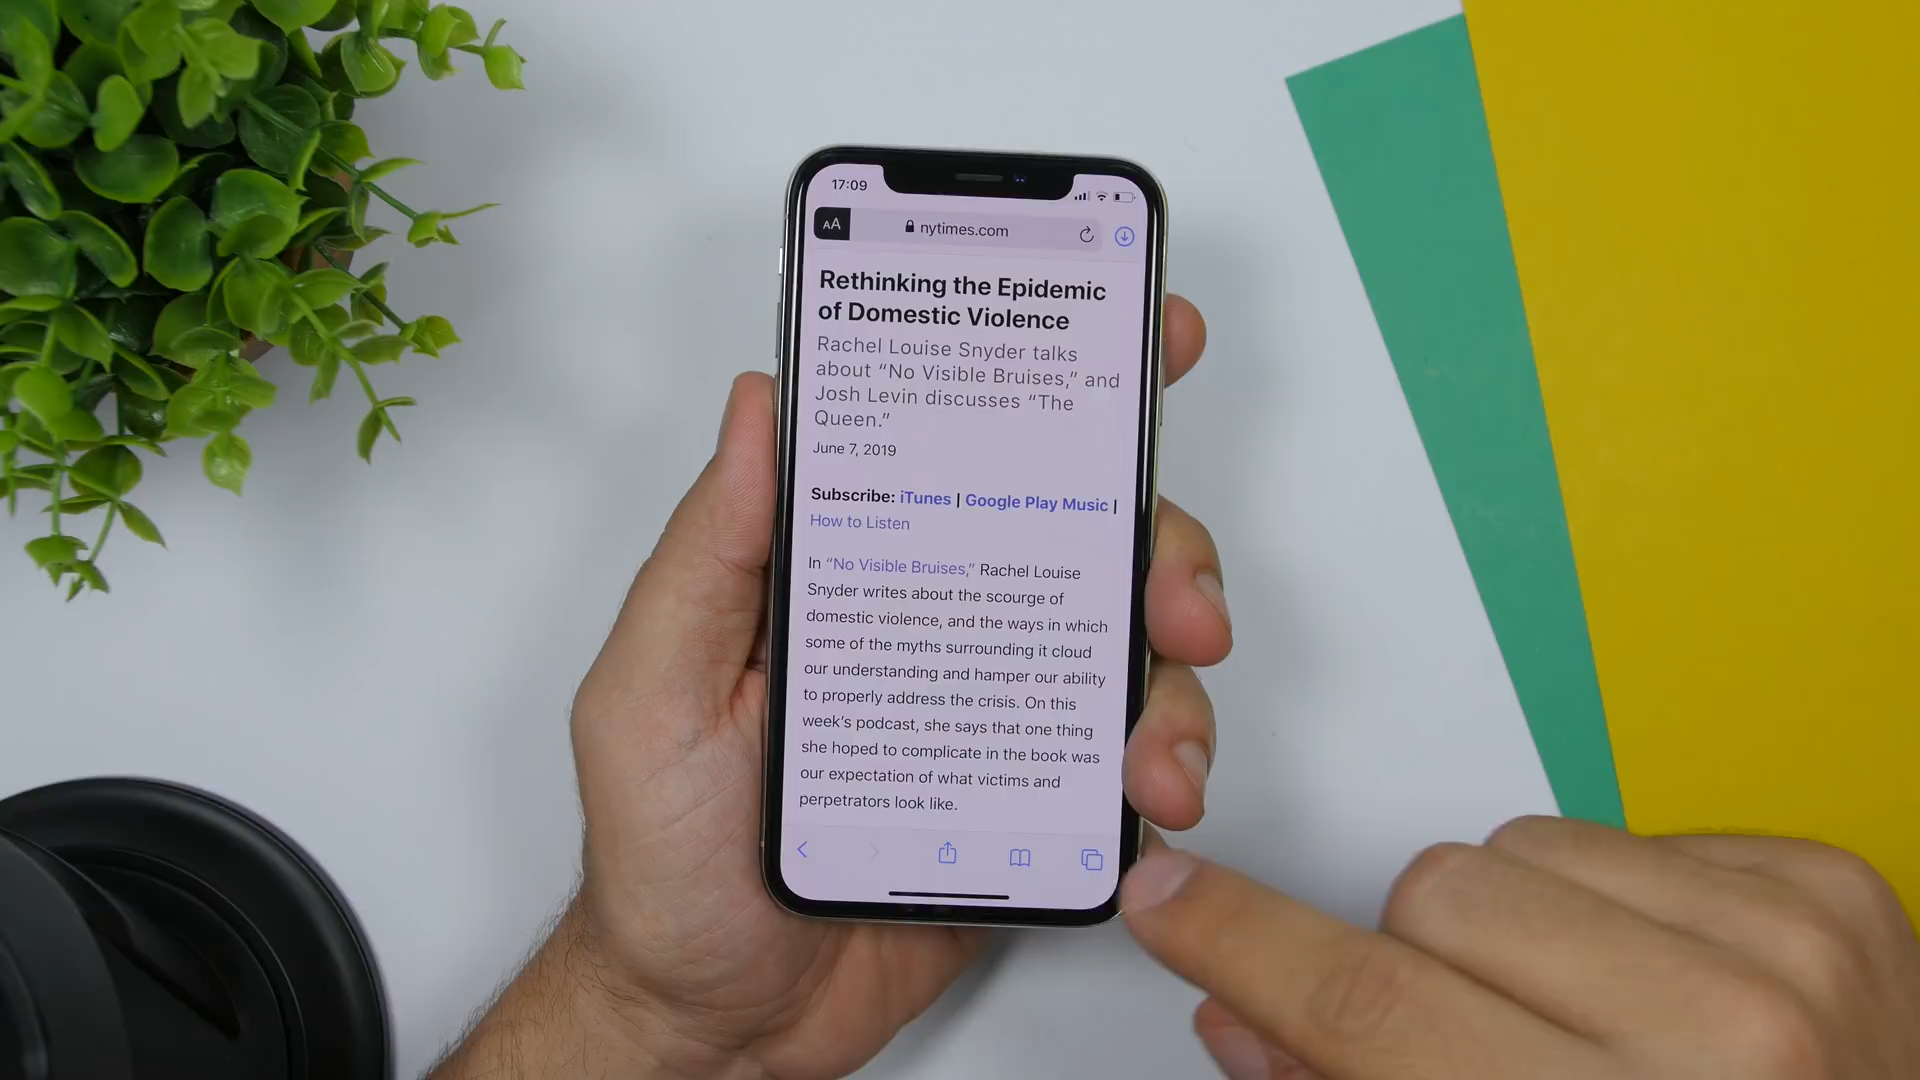 17:09
AA nytimes.com
Rethinking the Epidemic
of Domestic Violence
Rachel Louise Snyder talks
about “No Visible Bruises,” and
Josh Levin discusses “The
Queen.”
June 7, 2019
Subscribe: iTunes | Google Play Music |
How to Listen
In “No Visible Bruises,” Rachel Louise
Snyder writes about the scourge of
domestic violence, and the ways in which
some of the myths surrounding it cloud
our understanding and hamper our ability
to properly address the crisis. On this
week’s podcast, she says that one thing
she hoped to complicate in the book was
our expectation of what victims and
perpetrators look like.